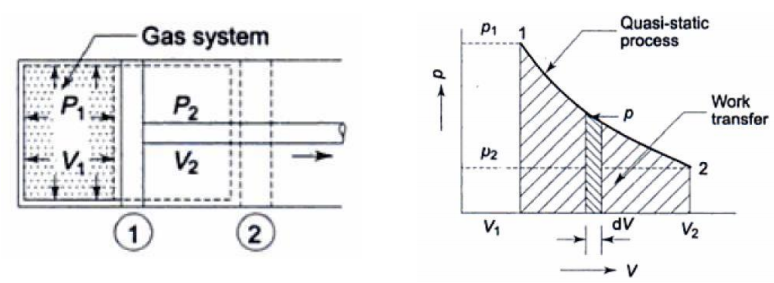 Gas system
P1
P2
V1
V2
1
2
Quasi-static
process
p1
1
p
p
Work
transfer
p2
2
V1
dV
V2
V